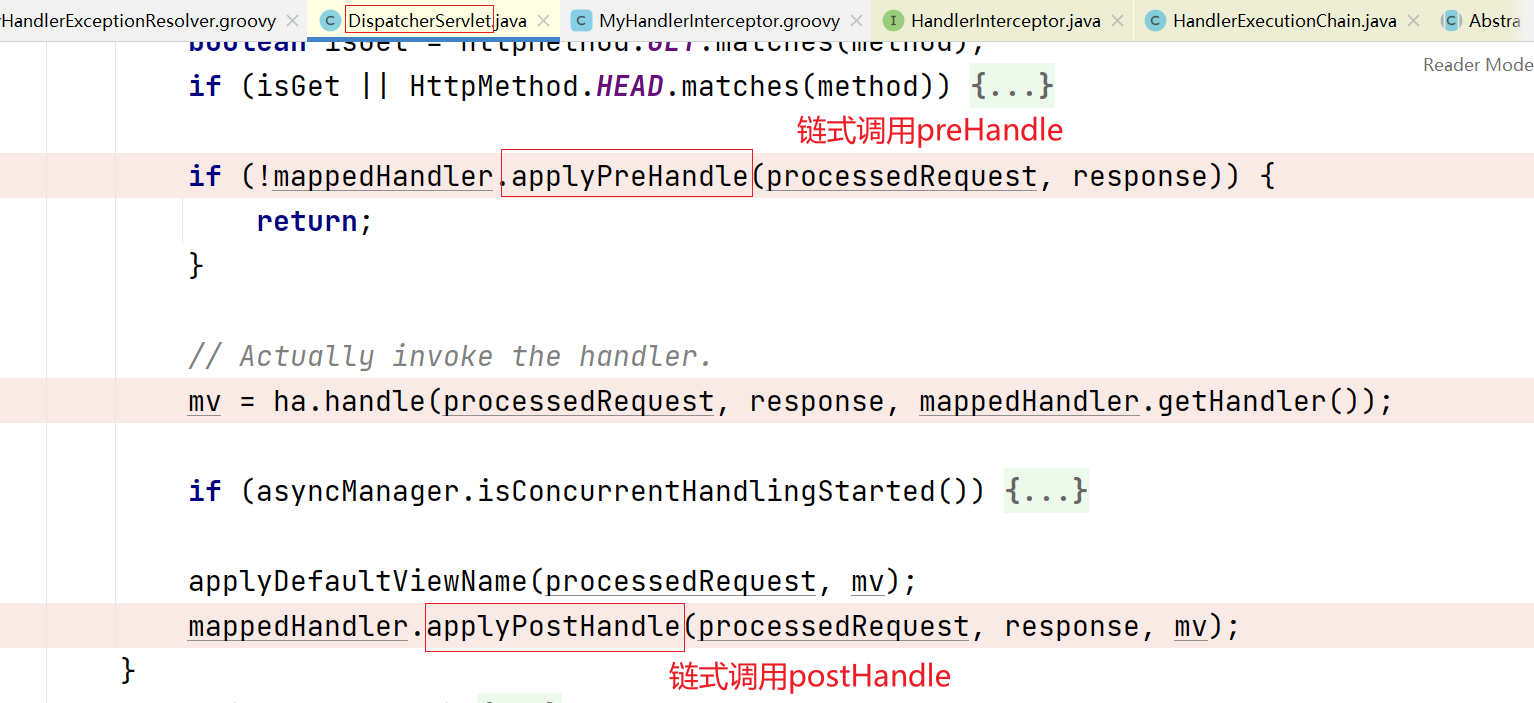 HandlerExceptionResolver.groovy DispatcherServlet.java MyHandlerInterceptor.groovy HandlerInterceptor.java HandlerExecutionChain.java Abstra
boolean isGet = HttpMethod.GET.matches(method);
Reader Mode
if (isGet || HttpMethod.HEAD.matches(method)) {...}
链式调用preHandle
if (!mappedHandler.applyPreHandle(processedRequest, response)) {
return;
}
// Actually invoke the handler.
mv = ha.handle(processedRequest, response, mappedHandler.getHandler());
if (asyncManager.isConcurrentHandlingStarted()) {...}
applyDefaultViewName(processedRequest, mv);
mappedHandler.applyPostHandle(processedRequest, response, mv);
}
链式调用postHandle